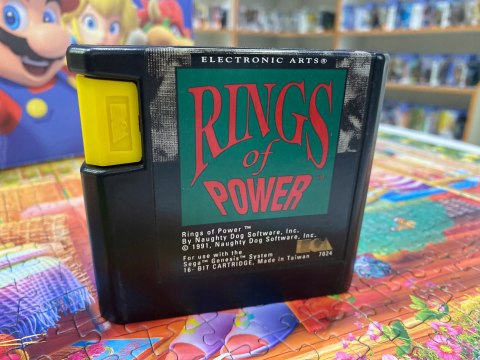 ELECTRONIC ARTS®
RINGS
of
POWER™
Rings of Power™
By Naughty Dog Software, Inc.
© 1991, Naughty Dog Software, Inc.
For use with the
Sega™ Genesis™ System
16- BIT CARTRIDGE, Made in Taiwan
7024